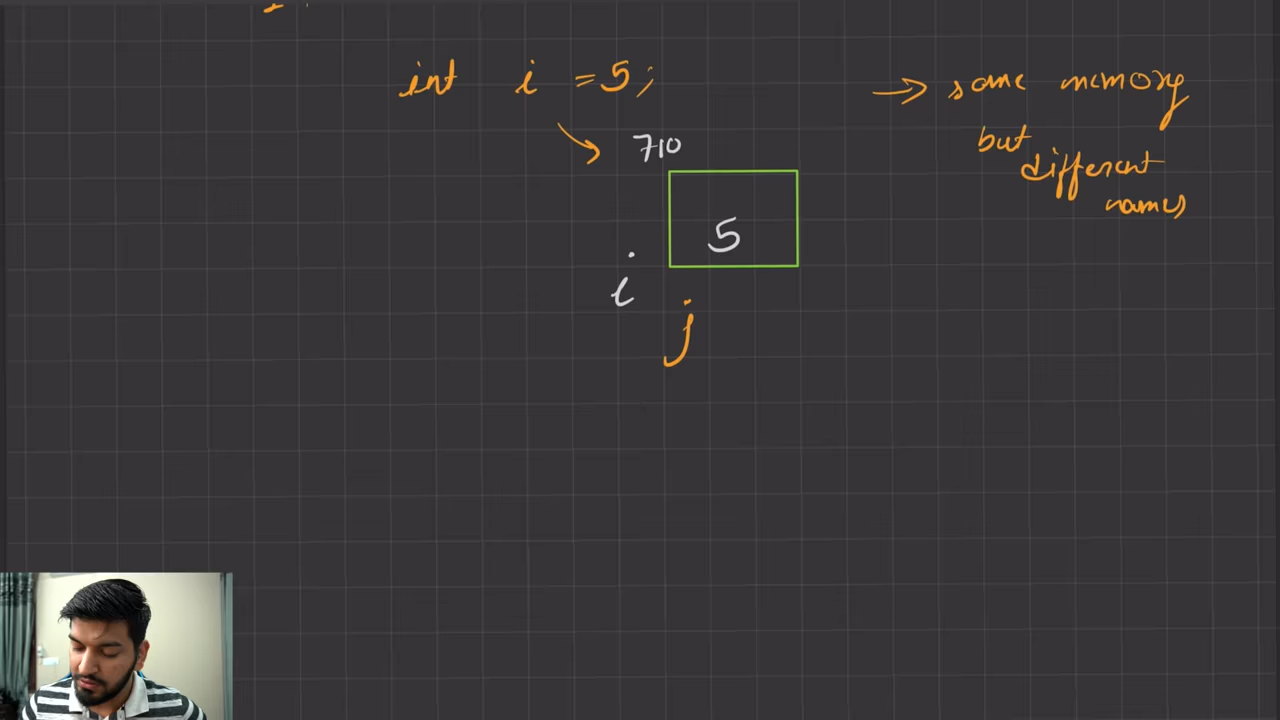 int i = 5;
→ same memory
but
different
names
710
5
i
j